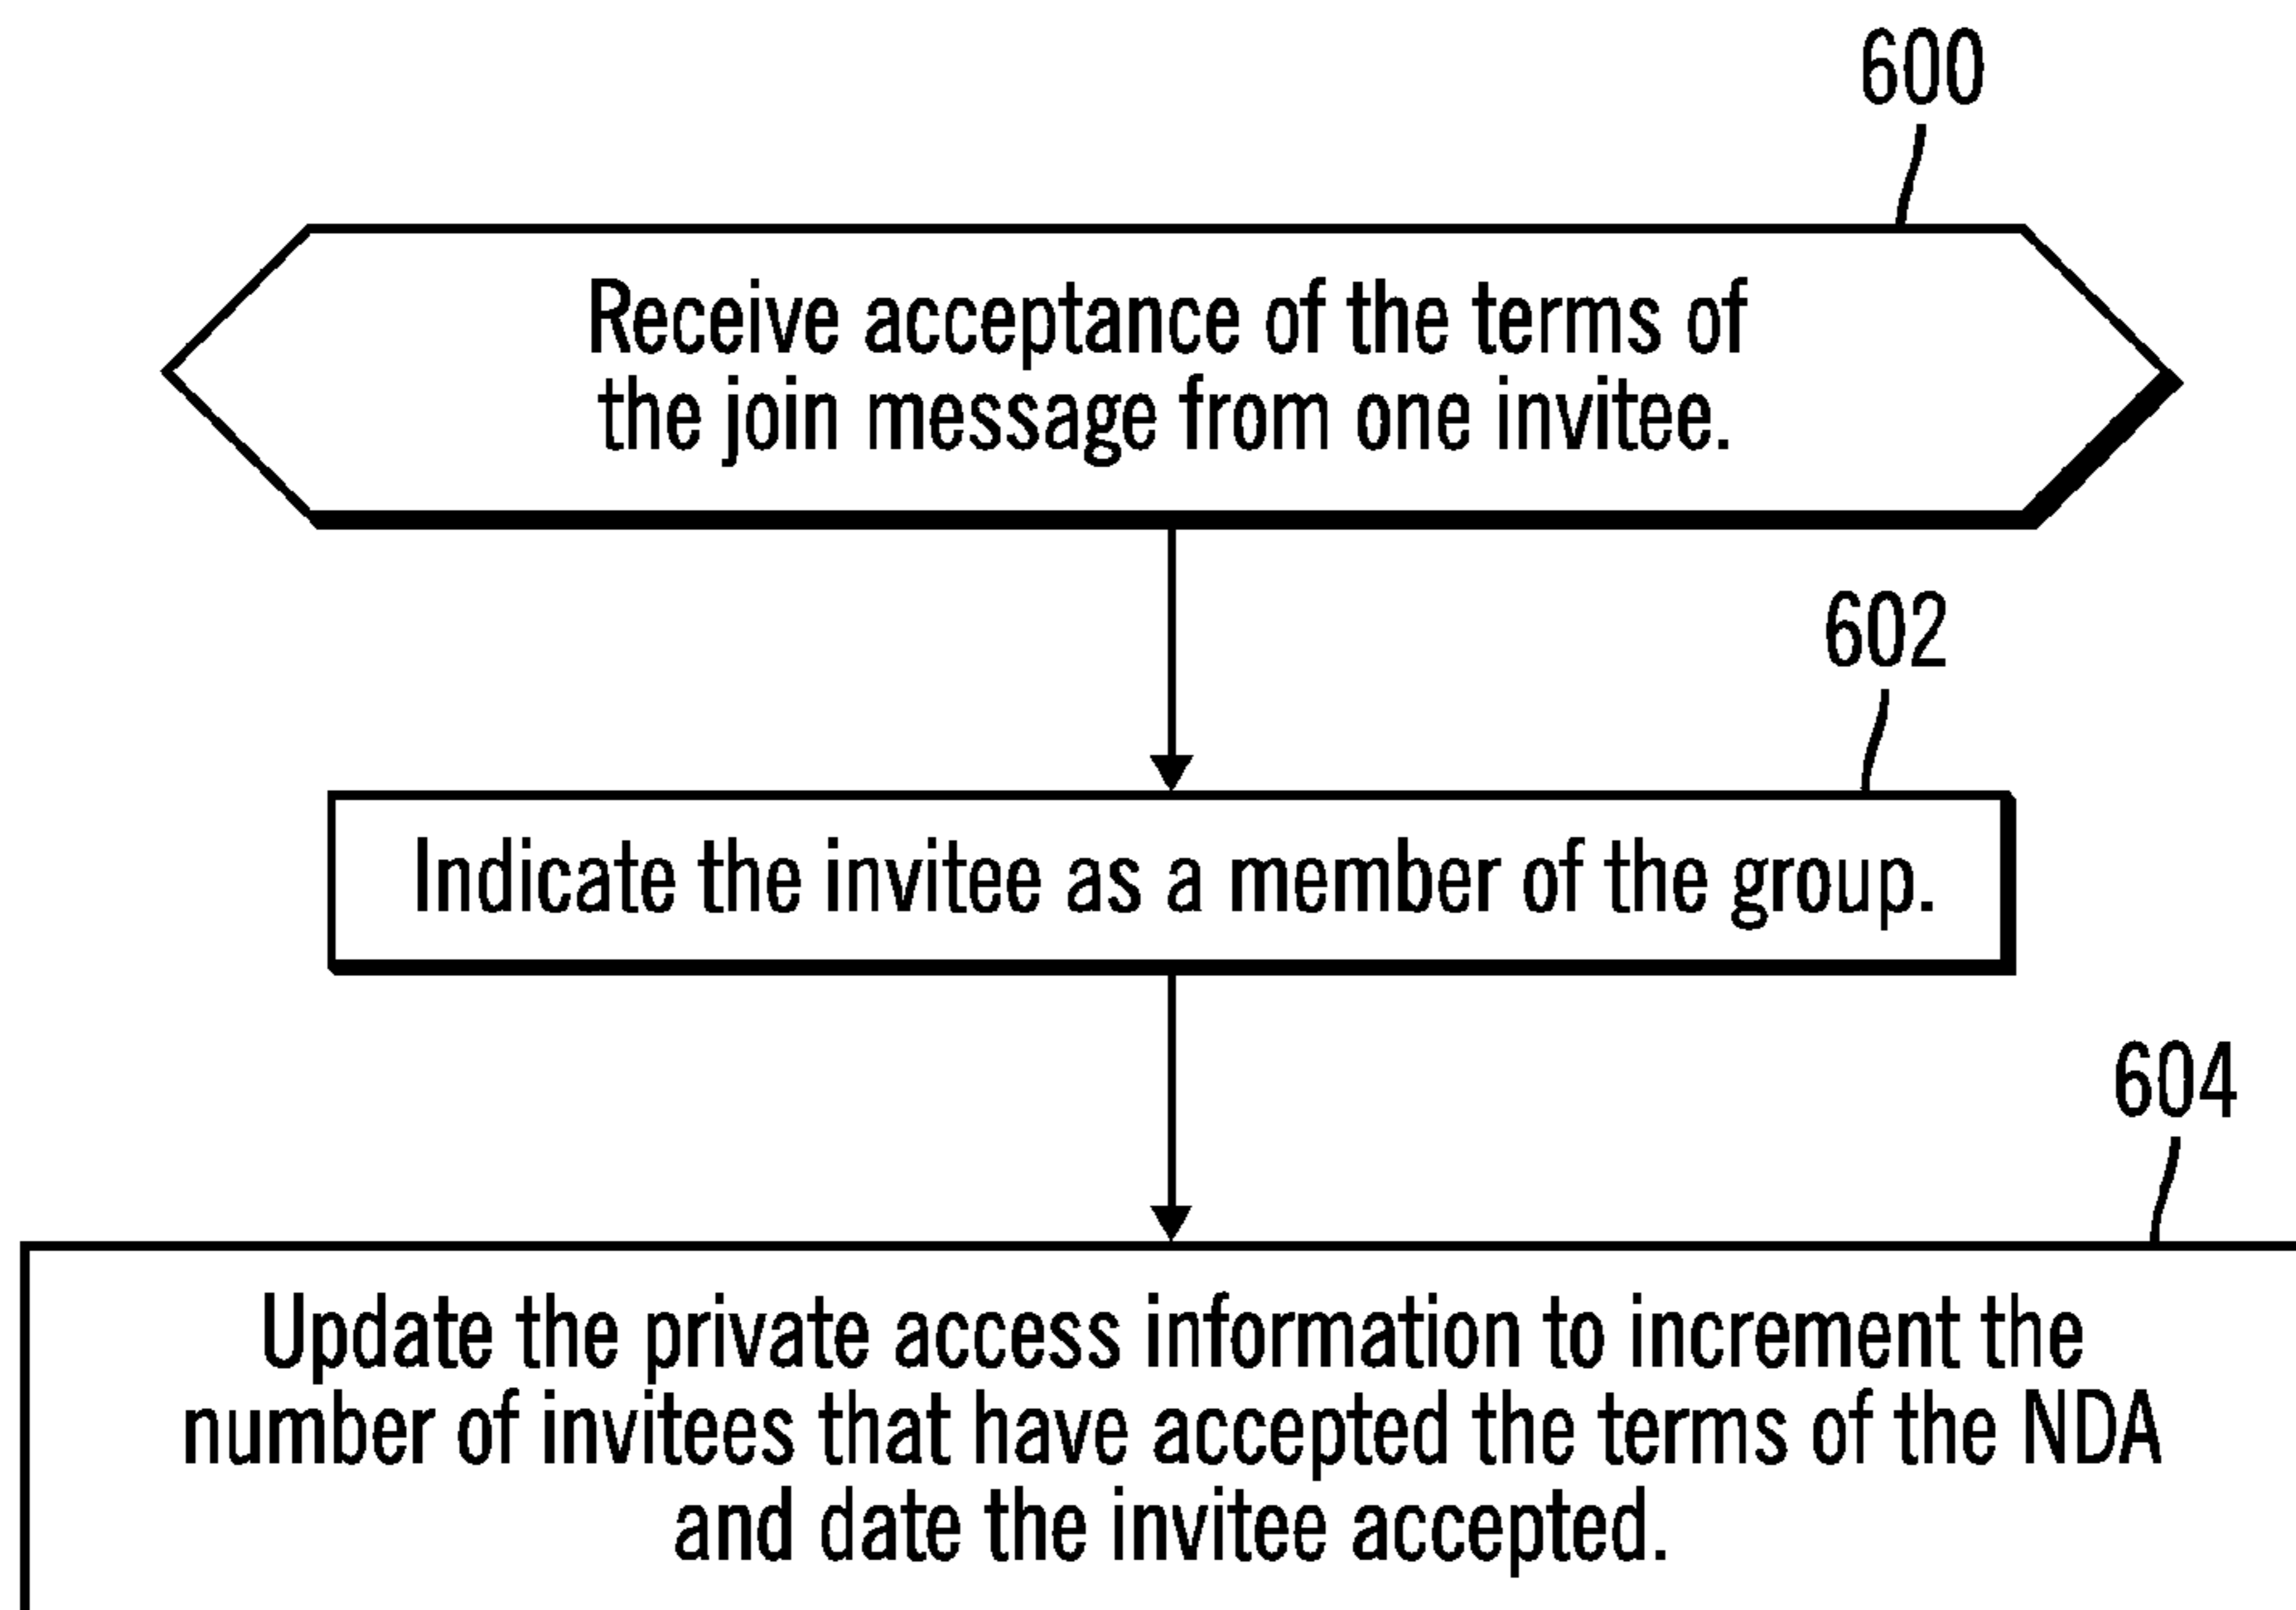 600
Receive acceptance of the terms of
the join message from one invitee.
602
Indicate the invitee as a member of the group.
604
Update the private access information to increment the
number of invitees that have accepted the terms of the NDA
and date the invitee accepted.